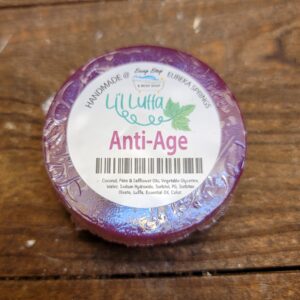 HANDMADE @ EUREKA SPRINGS
Li'l Luffa
Anti-Age
Coconut, Palm & Safflower Oils, Vegetable Glycerine
Water, Sodium Hydroxide, Sorbitol, PG, Sorbitan
Oleate, Luffa, Essential Oil, Color